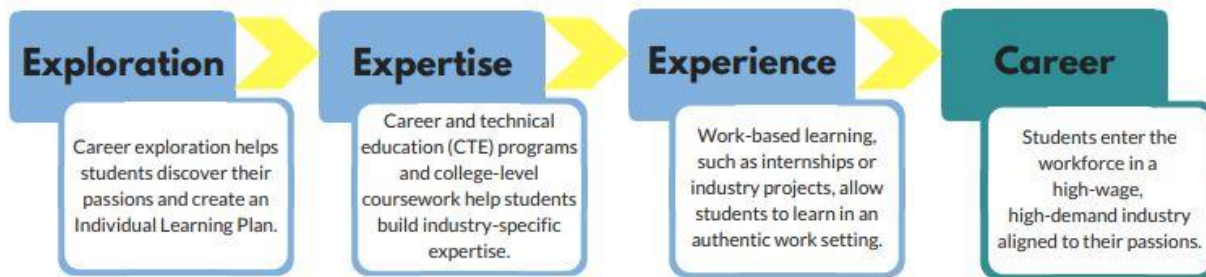 Exploration
Career exploration helps
students discover their
passions and create an
Individual Learning Plan.
Expertise
Career and technical
education (CTE) programs
and college-level
coursework help students
build industry-specific
expertise.
Experience
Work-based learning,
such as internships or
industry projects, allow
students to learn in an
authentic work setting.
Career
Students enter the
workforce in a
high-wage,
high-demand industry
aligned to their passions.